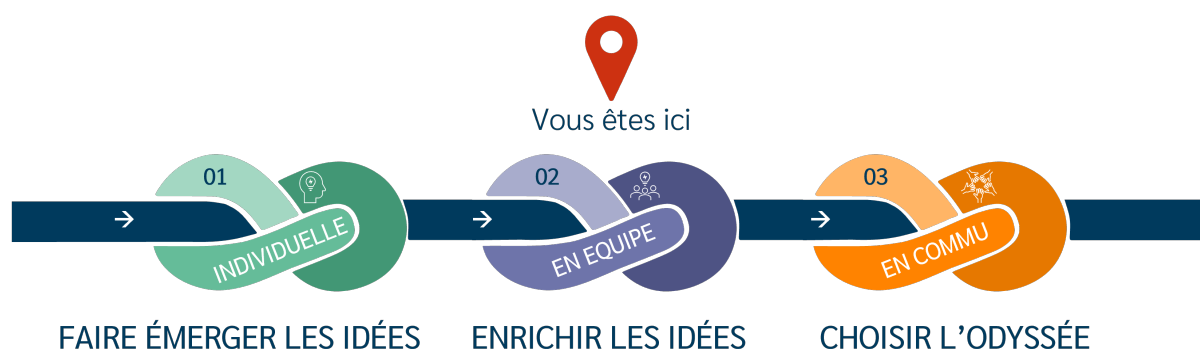 Vous êtes ici
01
INDIVIDUELLE
FAIRE ÉMERGER LES IDÉES
02
EN EQUIPE
ENRICHIR LES IDÉES
03
EN COMMU
CHOISIR L'ODYSSÉE